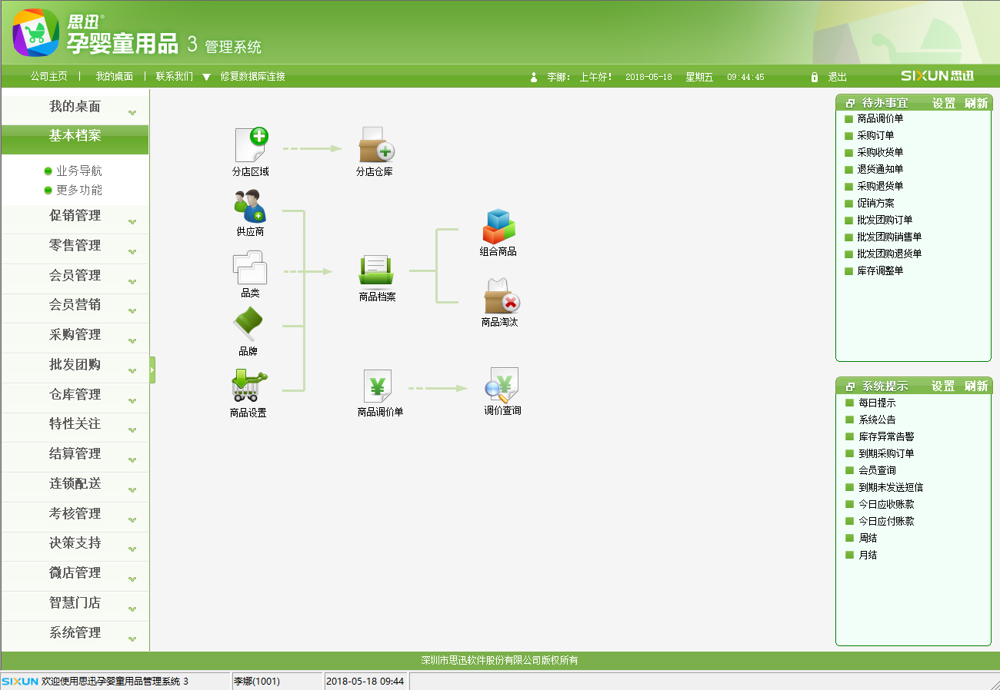 思迅®
孕婴童用品 3 管理系统
公司主页 | 我的桌面 | 联系我们 ▼ 修复数据库连接
李娜： 上午好！ 2018-05-18 星期五 09:44:45 退出 SIXUN思迅
我的桌面
基本档案
业务导航
更多功能
促销管理
零售管理
会员管理
会员营销
采购管理
批发团购
仓库管理
特性关注
结算管理
连锁配送
考核管理
决策支持
微店管理
智慧门店
系统管理
分店区域
分店仓库
供应商
组合商品
品类
商品档案
商品淘汰
品牌
商品设置
商品调价单
调价查询
待办事宜 设置 刷新
商品调价单
采购订单
采购收货单
退货通知单
采购退货单
促销方案
批发团购订单
批发团购销售单
批发团购退货单
库存调整单
系统提示 设置 刷新
每日提示
系统公告
库存异常告警
到期采购订单
会员查询
到期未发送短信
今日应收账款
今日应付账款
周结
月结
深圳市思迅软件股份有限公司版权所有
SIXUN 欢迎使用思迅孕婴童用品管理系统 3 李娜(1001) 2018-05-18 09:44